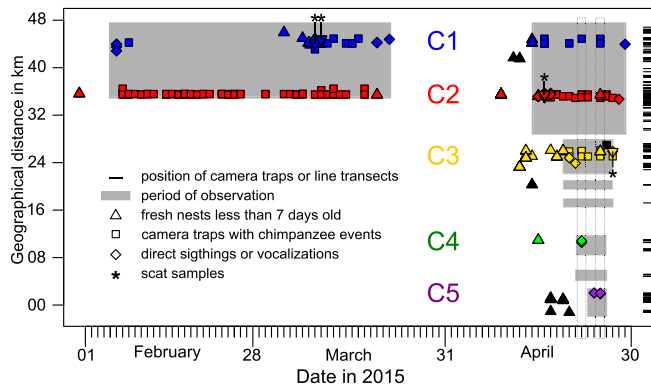 48
40
32
24
16
08
00
Geographical distance in km
C1
C2
C3
C4
C5
position of camera traps or line transects
period of observation
fresh nests less than 7 days old
camera traps with chimpanzee events
direct sigthings or vocalizations
scat samples
* *
*
*
01 February 28 March 31 April 30
Date in 2015